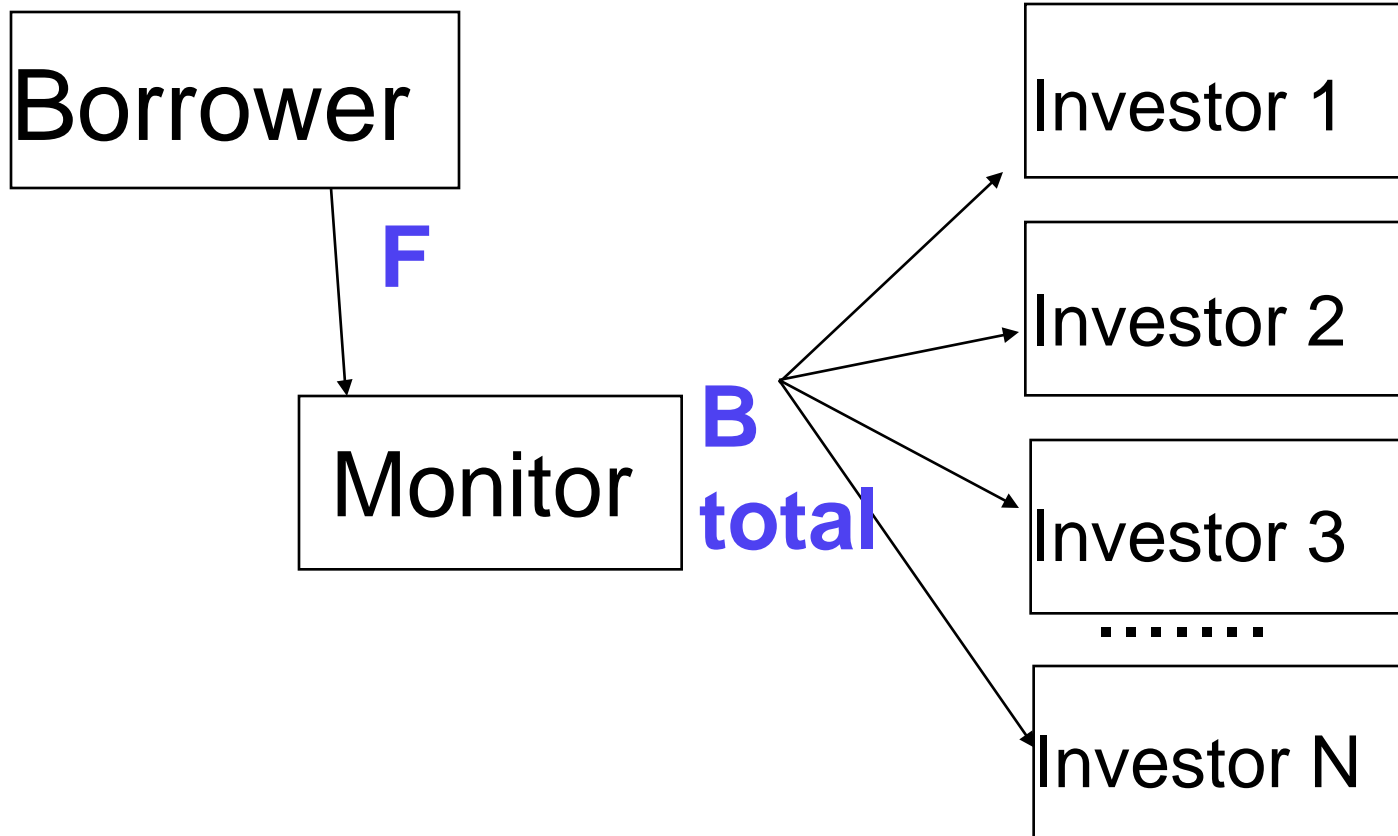 Borrower
F
Monitor
B
total
Investor 1
Investor 2
Investor 3
.......
Investor N